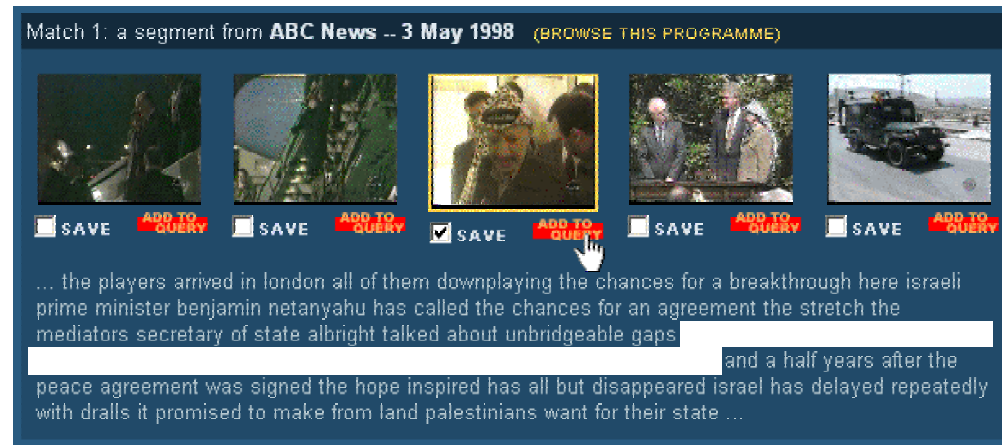 Match 1: a segment from ABC News -- 3 May 1998 (BROWSE THIS PROGRAMME)
SAVE ADD TO QUERY SAVE ADD TO QUERY SAVE ADD TO QUERY SAVE ADD TO QUERY SAVE ADD TO QUERY
... the players arrived in london all of them downplaying the chances for a breakthrough here israeli
prime minister benjamin netanyahu has called the chances for an agreement the stretch the
mediators secretary of state albright talked about unbridgeable gaps
and a half years after the
peace agreement was signed the hope inspired has all but disappeared israel has delayed repeatedly
with dralls it promised to make from land palestinians want for their state ...